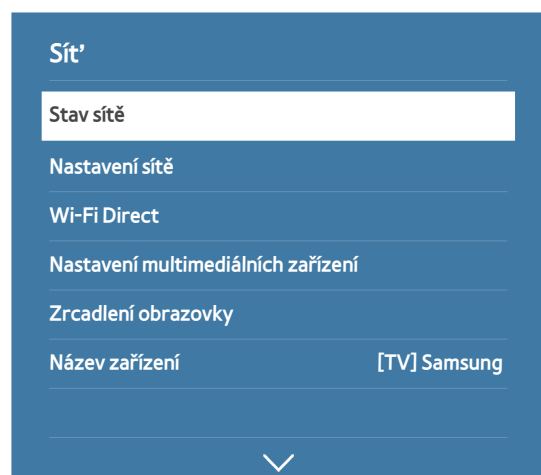 Síť
Stav sítě
Nastavení sítě
Wi-Fi Direct
Nastavení multimediálních zařízení
Zrcadlení obrazovky
Název zařízení [TV] Samsung